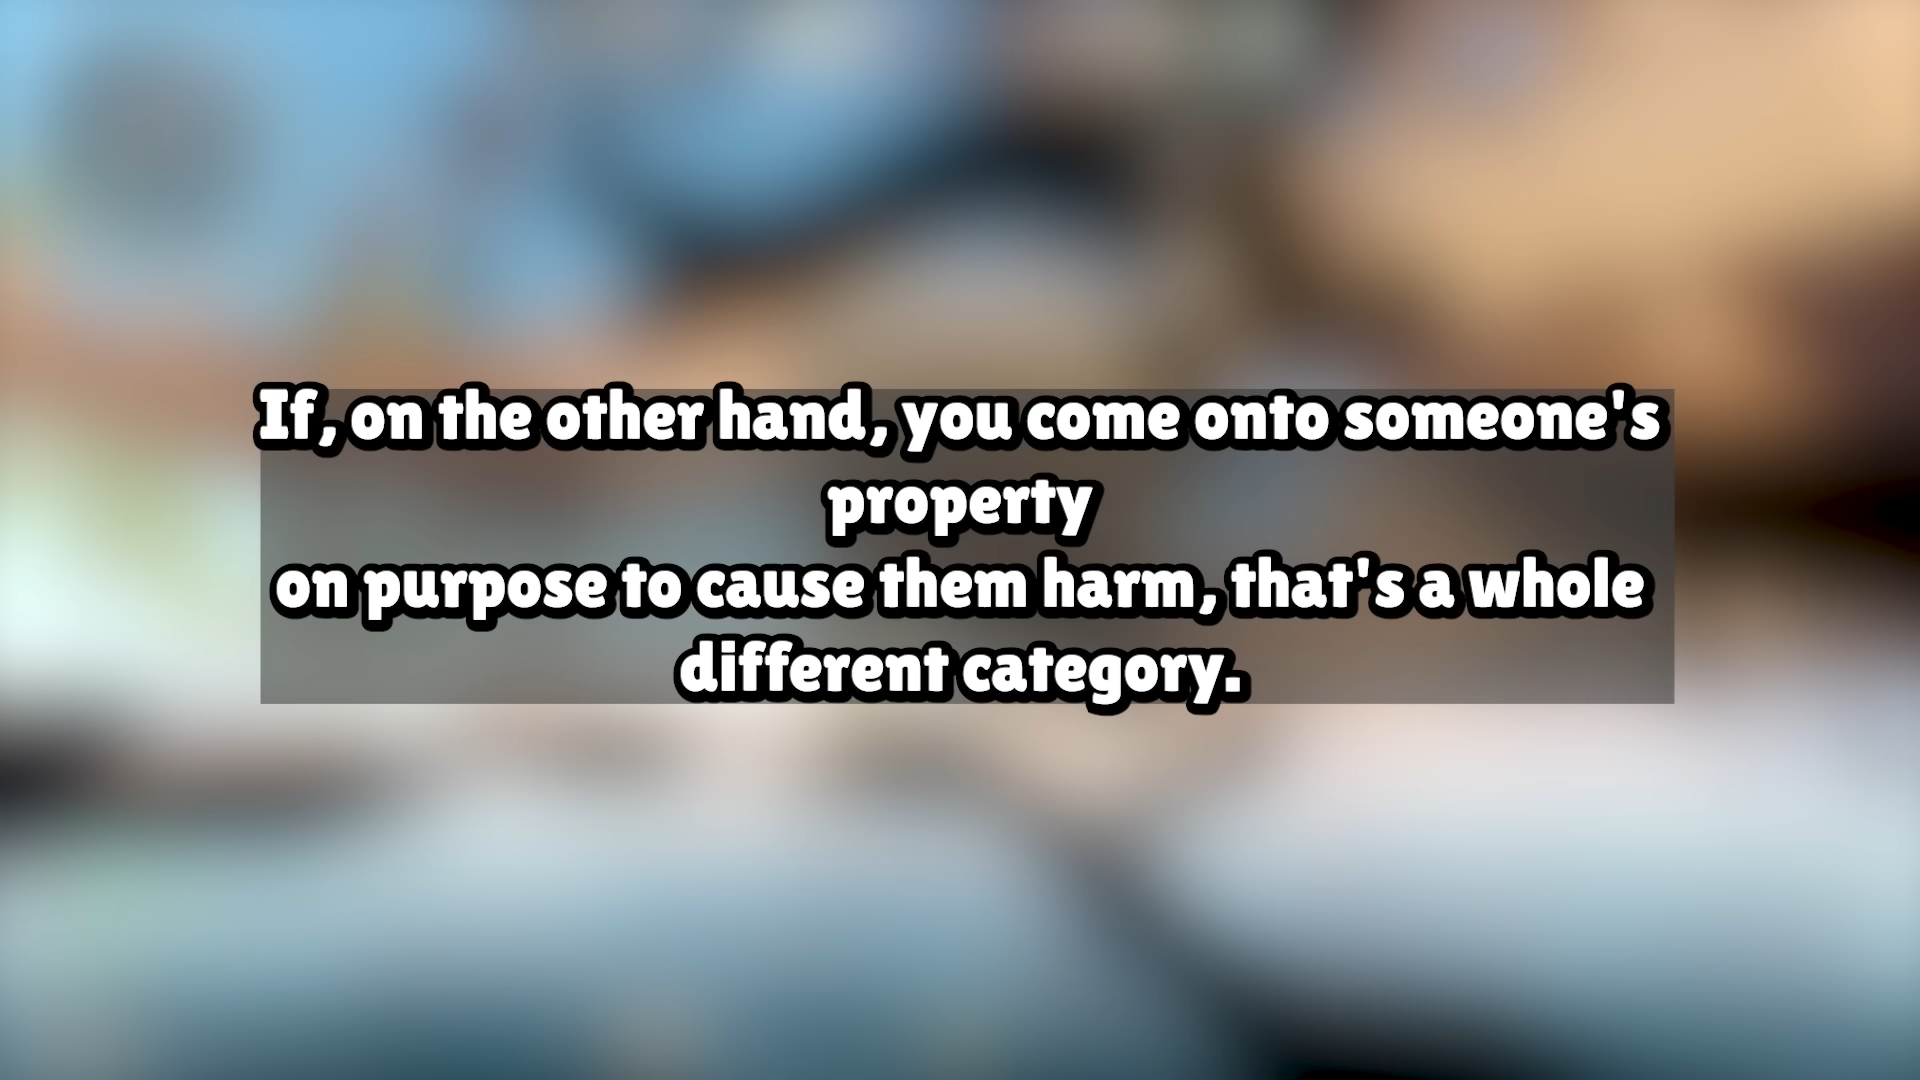 If, on the other hand, you come onto someone's
property
on purpose to cause them harm, that's a whole
different category.